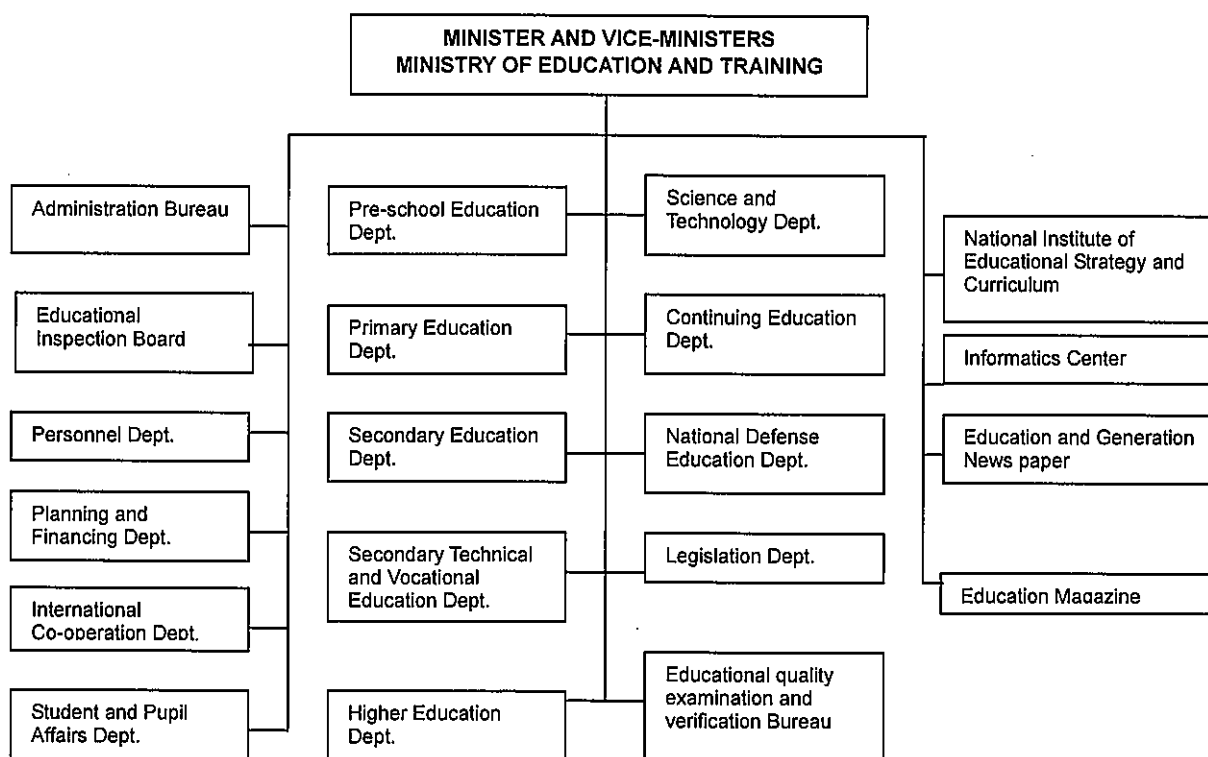 MINISTER AND VICE-MINISTERS
MINISTRY OF EDUCATION AND TRAINING
Administration Bureau
Educational
Inspection Board
Personnel Dept.
Planning and
Financing Dept.
International
Co-operation Dept.
Student and Pupil
Affairs Dept.
Pre-school Education
Dept.
Primary Education
Dept.
Secondary Education
Dept.
Secondary Technical
and Vocational
Education Dept.
Higher Education
Dept.
Science and
Technology Dept.
Continuing Education
Dept.
National Defense
Education Dept.
Legislation Dept.
Educational quality
examination and
verification Bureau
National Institute of
Educational Strategy and
Curriculum
Informatics Center
Education and Generation
News paper
Education Magazine